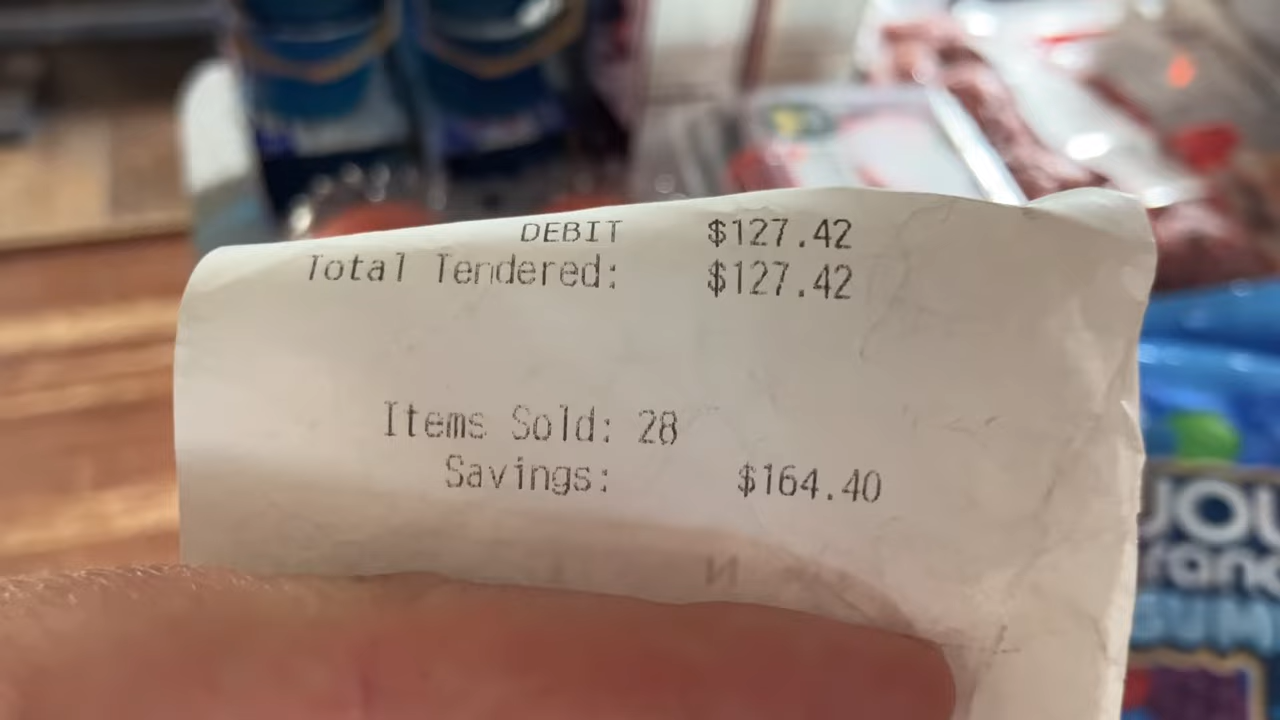 DEBIT $127.42
Total Tendered: $127.42
Items Sold: 28
Savings: $164.40